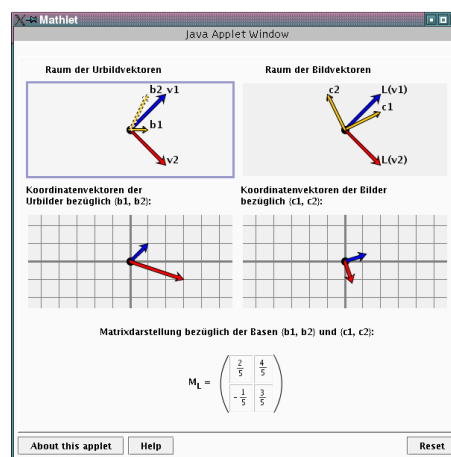 Mathlet
Java Applet Window
Raum der Urbildvektoren
Raum der Bildvektoren
b2 v1
b1
v2
c2
L(v1)
c1
L(v2)
Koordinatenvektoren der
Urbilder bezüglich (b1, b2):
Koordinatenvektoren der Bilder
bezüglich (c1, c2):
Matrixdarstellung bezüglich der Basen (b1, b2) und (c1, c2):
M_L = 
2/5 4/5
-1/5 3/5
About this applet
Help
Reset